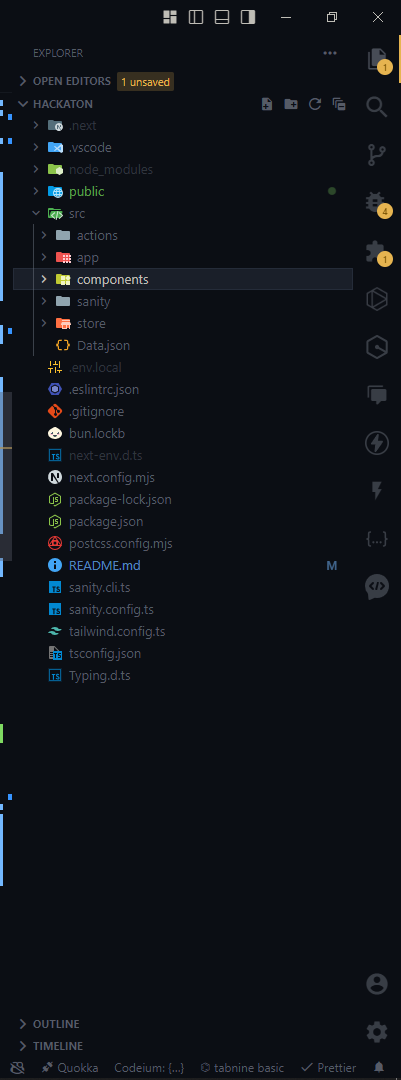 EXPLORER
OPEN EDITORS 1 unsaved
HACKATON
.next
.vscode
node_modules
public
src
actions
app
components
sanity
store
Data.json
.env.local
.eslintrc.json
.gitignore
bun.lockb
next-env.d.ts
next.config.mjs
package-lock.json
package.json
postcss.config.mjs
README.md M
sanity.cli.ts
sanity.config.ts
tailwind.config.ts
tsconfig.json
Typing.d.ts
1
4
1
{...}
OUTLINE
TIMELINE
Quokka Codeium: {...} tabnine basic Prettier